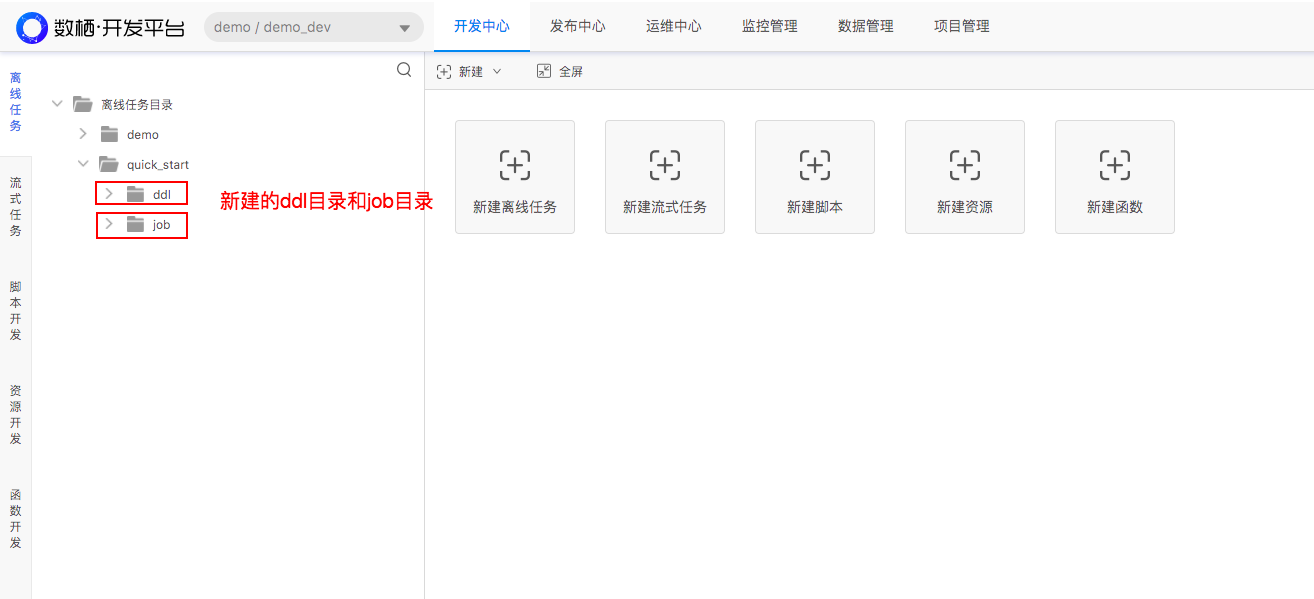 数栖·开发平台
demo / demo_dev
开发中心
发布中心
运维中心
监控管理
数据管理
项目管理
离线任务
流式任务
脚本开发
资源开发
函数开发
离线任务目录
demo
quick_start
ddl
job
新建的ddl目录和job目录
新建
全屏
新建离线任务
新建流式任务
新建脚本
新建资源
新建函数